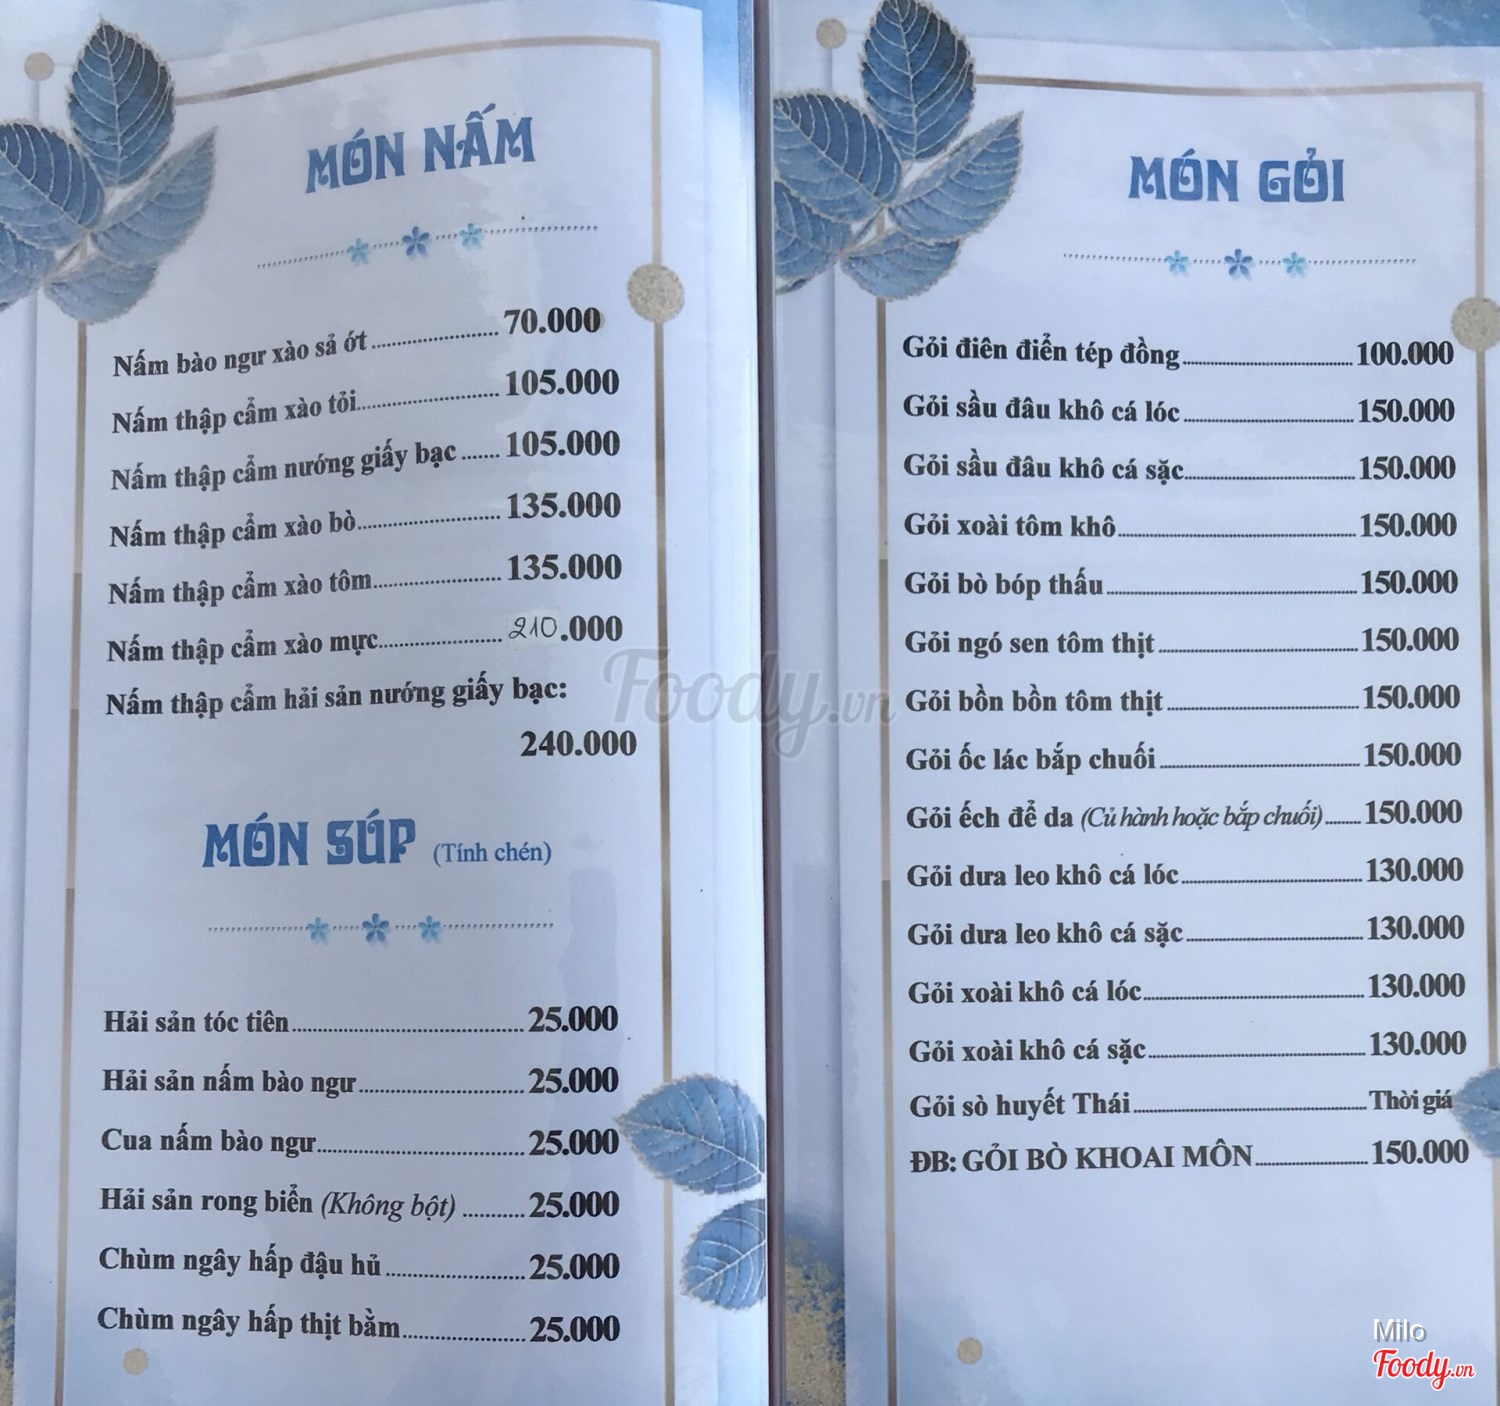 MÓN NẤM
Nấm bào ngư xào sả ớt 70.000
Nấm thập cẩm xào tỏi 105.000
Nấm thập cẩm nướng giấy bạc 105.000
Nấm thập cẩm xào bò 135.000
Nấm thập cẩm xào tôm 135.000
Nấm thập cẩm xào mực 210.000
Nấm thập cẩm hải sản nướng giấy bạc:
240.000
MÓN SÚP (Tính chén)
Hải sản tóc tiên 25.000
Hải sản nấm bào ngư 25.000
Cua nấm bào ngư 25.000
Hải sản rong biển (Không bột) 25.000
Chùm ngây hấp đậu hủ 25.000
Chùm ngây hấp thịt bằm 25.000
MÓN GỎI
Gỏi điên điển tép đồng 100.000
Gỏi sầu đâu khô cá lóc 150.000
Gỏi sầu đâu khô cá sặc 150.000
Gỏi xoài tôm khô 150.000
Gỏi bò bóp thấu 150.000
Gỏi ngó sen tôm thịt 150.000
Gỏi bồn bồn tôm thịt 150.000
Gỏi ốc lác bắp chuối 150.000
Gỏi ếch để da (Củ hành hoặc bắp chuối) 150.000
Gỏi dưa leo khô cá lóc 130.000
Gỏi dưa leo khô cá sặc 130.000
Gỏi xoài khô cá lóc 130.000
Gỏi xoài khô cá sặc 130.000
Gỏi sò huyết Thái Thời giá
ĐB: GỎI BÒ KHOAI MÔN 150.000
Foody.vn
Milo
Foody.vn